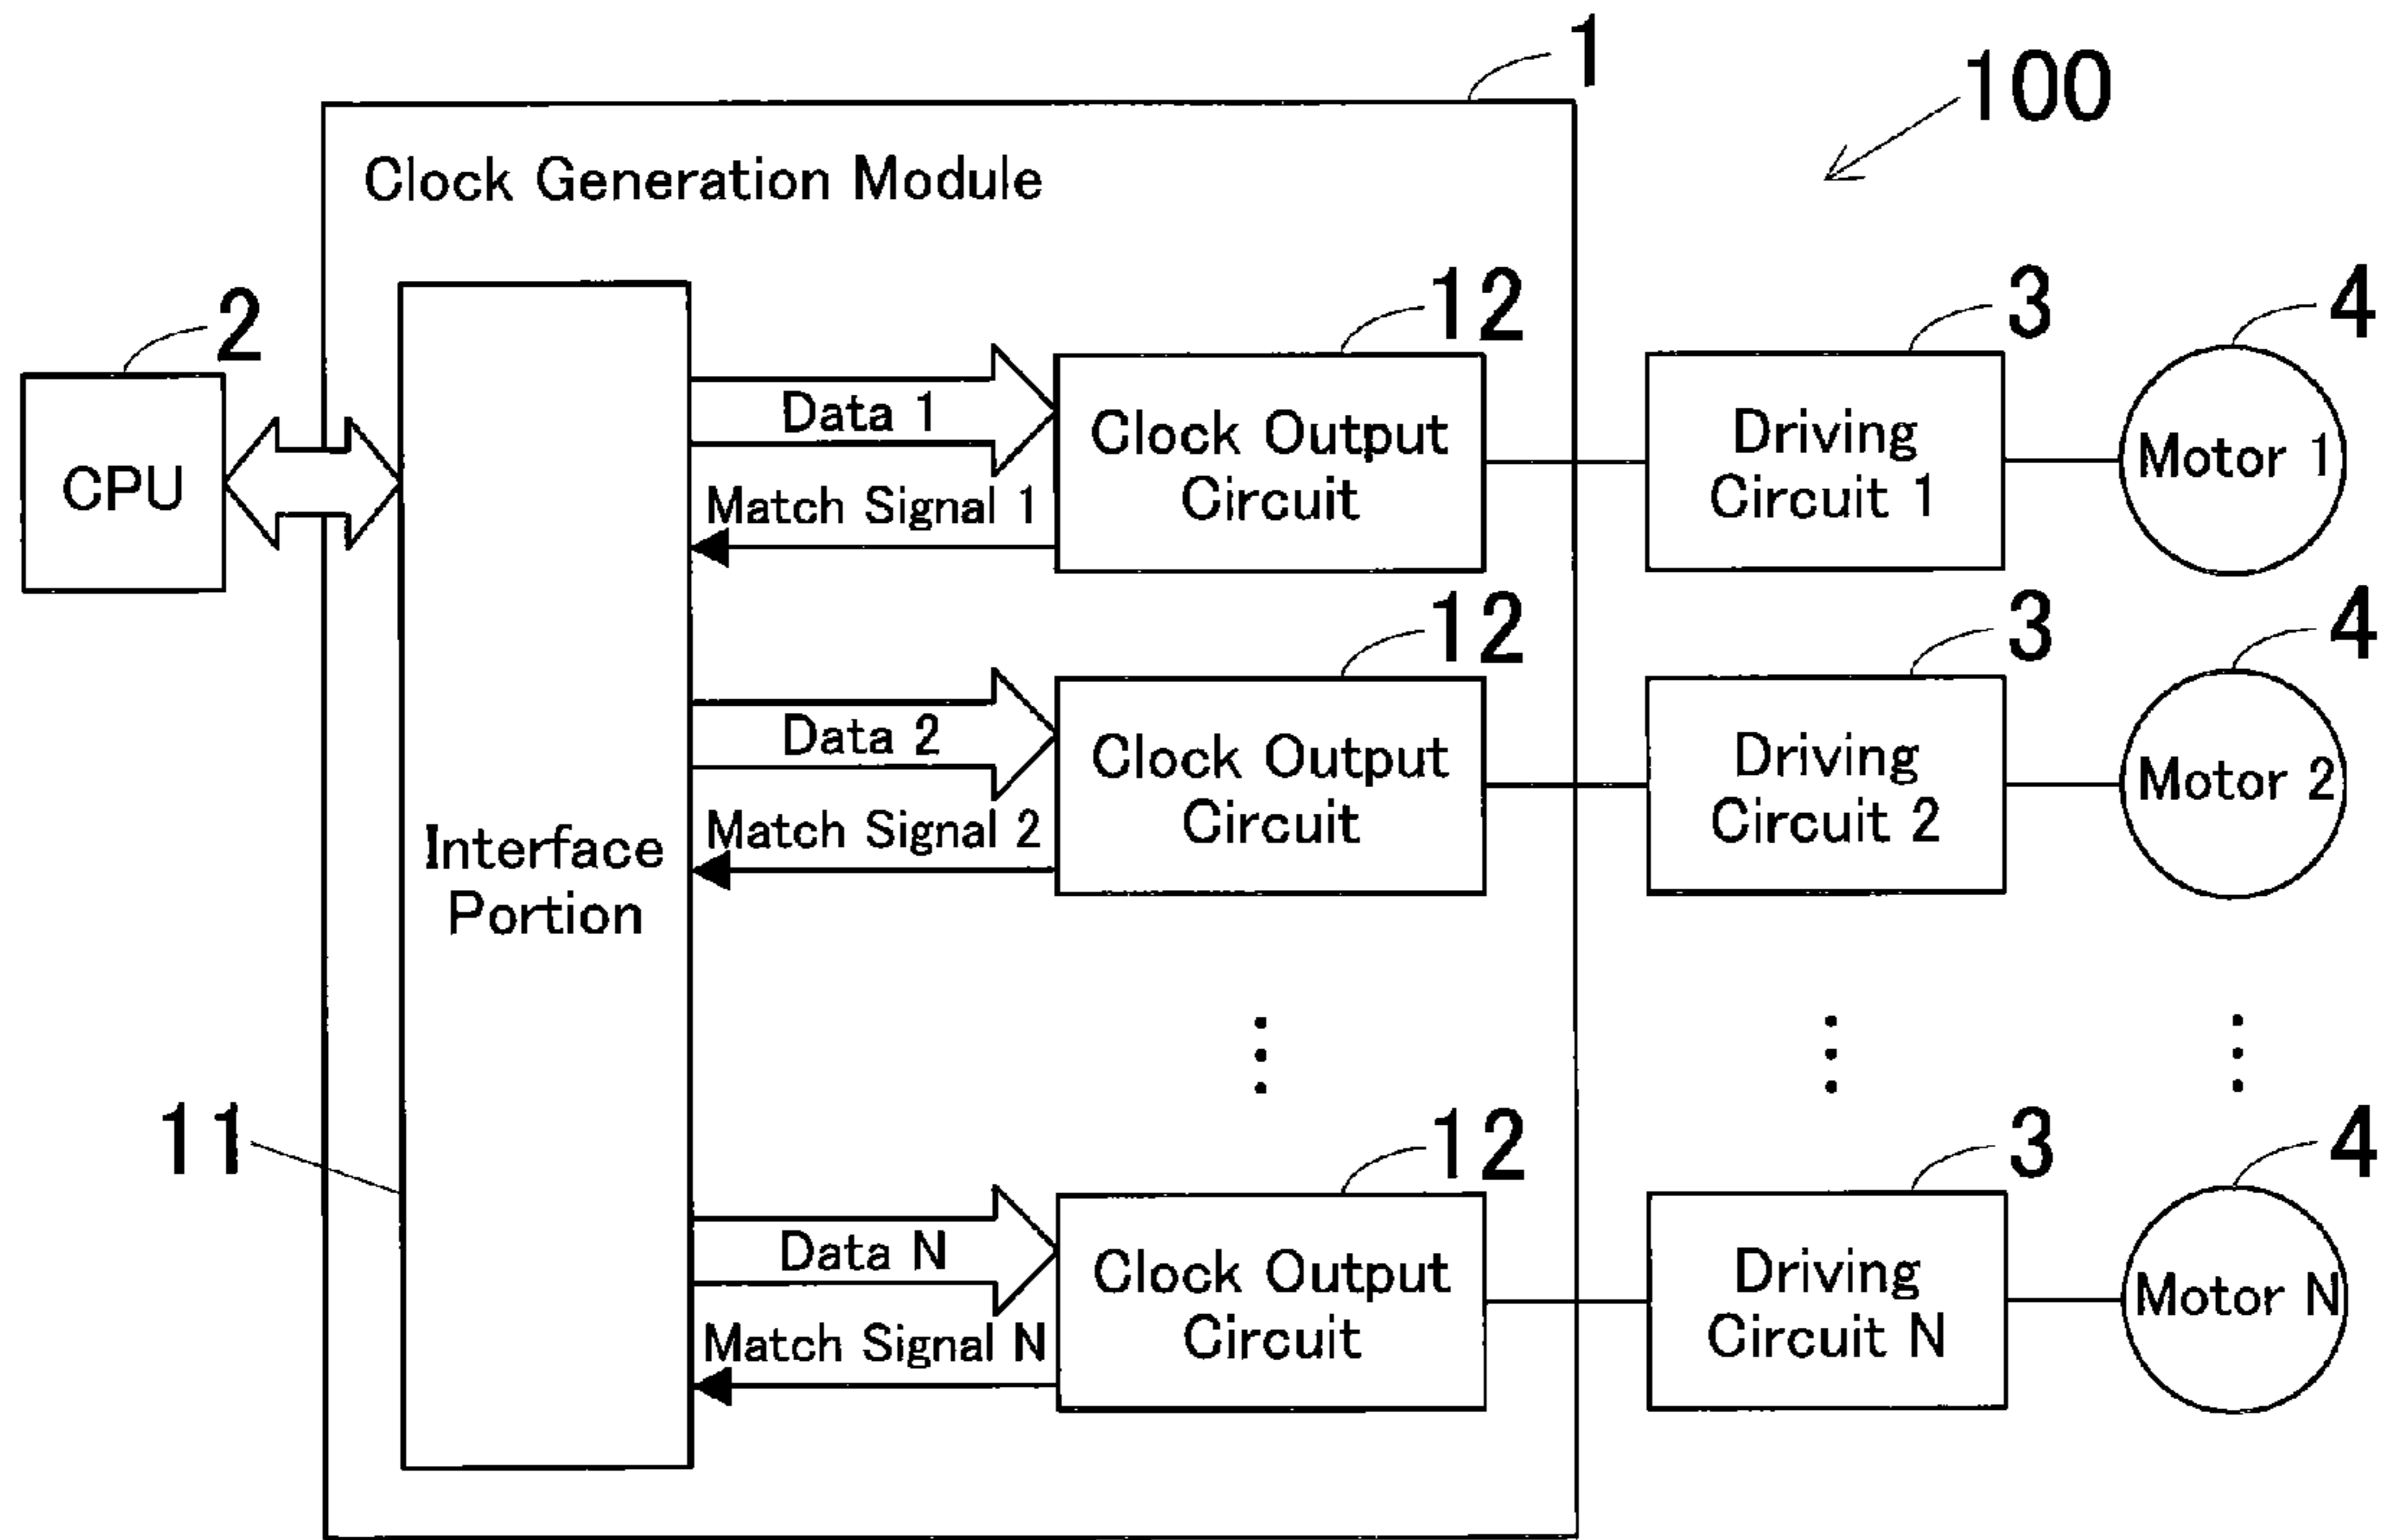 1
100
Clock Generation Module
2
CPU
12
3
4
Data 1
Clock Output
Circuit
Match Signal 1
Driving
Circuit 1
Motor 1
12
3
4
Data 2
Clock Output
Circuit
Match Signal 2
Driving
Circuit 2
Motor 2
Interface
Portion
11
12
3
4
Data N
Clock Output
Circuit
Match Signal N
Driving
Circuit N
Motor N